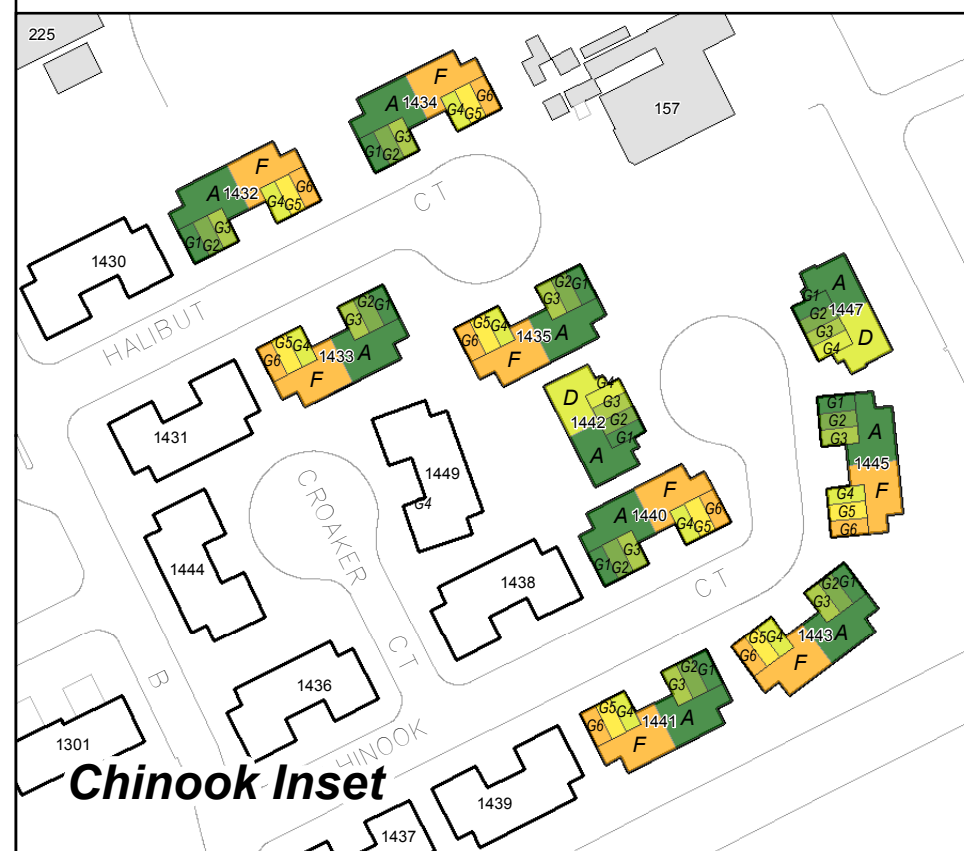 225
F
A
1434
G6
G4
G5
G3
G1
G2
157
F
A
1432
G6
G4
G5
G3
G1
G2
CT
1430
HALIBUT
G2
G1
G3
G5
G4
G6
1433
A
F
G2
G1
G3
G5
G4
G6
1435
A
F
A
G1
1447
G2
G3
G4
D
D
G4
G3
1442
G2
G1
A
G1
G2
G3
A
1445
F
G4
G5
G6
1431
1449
G4
CROAKER
CT
F
A
1440
G6
G4
G5
G3
G1
G2
1444
1438
CT
G2
G1
G3
G5
G4
G6
1443
A
F
B
1436
G2
G1
G3
G5
G4
G6
1441
A
F
1301
HINOOK
Chinook Inset
1439
1437